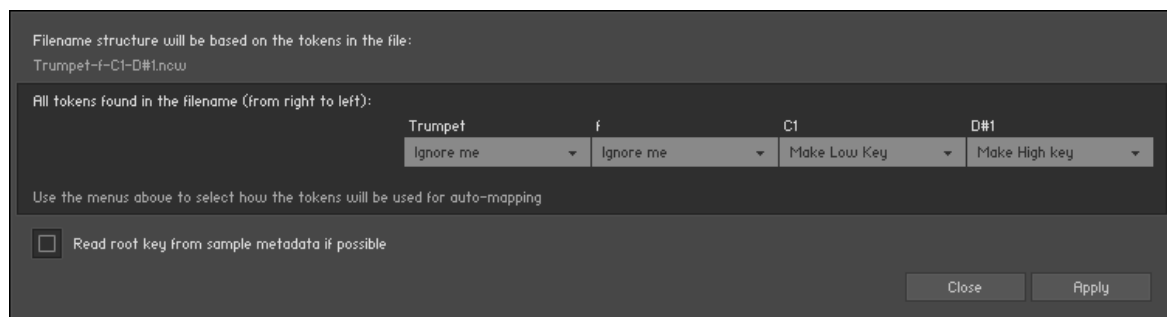 Filename structure will be based on the tokens in the file:
Trumpet-f-C1-D#1.ncw
All tokens found in the filename (from right to left):
Trumpet f C1 D#1
Ignore me Ignore me Make Low Key Make High key
Use the menus above to select how the tokens will be used for auto-mapping
Read root key from sample metadata if possible
Close Apply